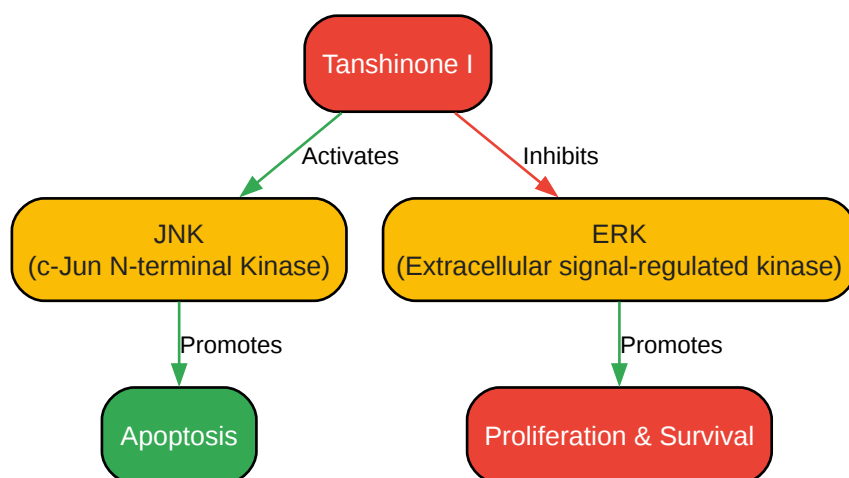 Tanshinone I
Activates
Inhibits
JNK
(c-Jun N-terminal Kinase)
ERK
(Extracellular signal-regulated kinase)
Promotes
Promotes
Apoptosis
Proliferation & Survival